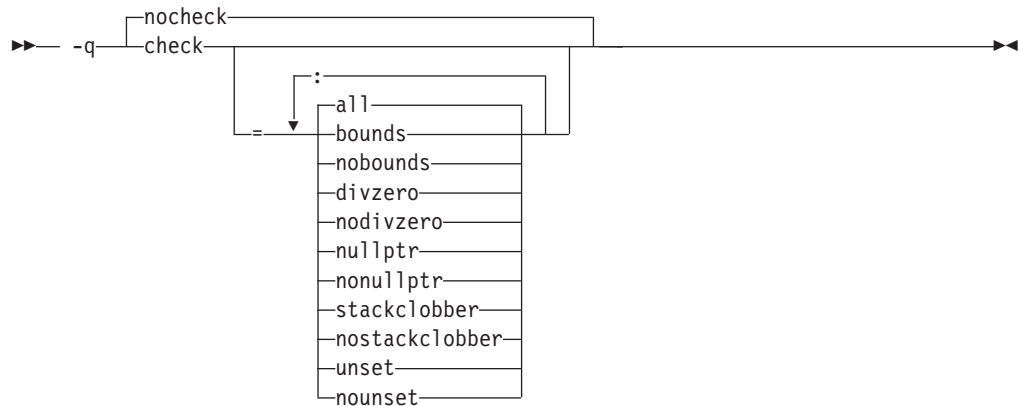 nocheck
►►— -q—check—►◄
:
all
= bounds
nobounds
divzero
nodivzero
nullptr
nonullptr
stackclobber
nostackclobber
unset
nounset